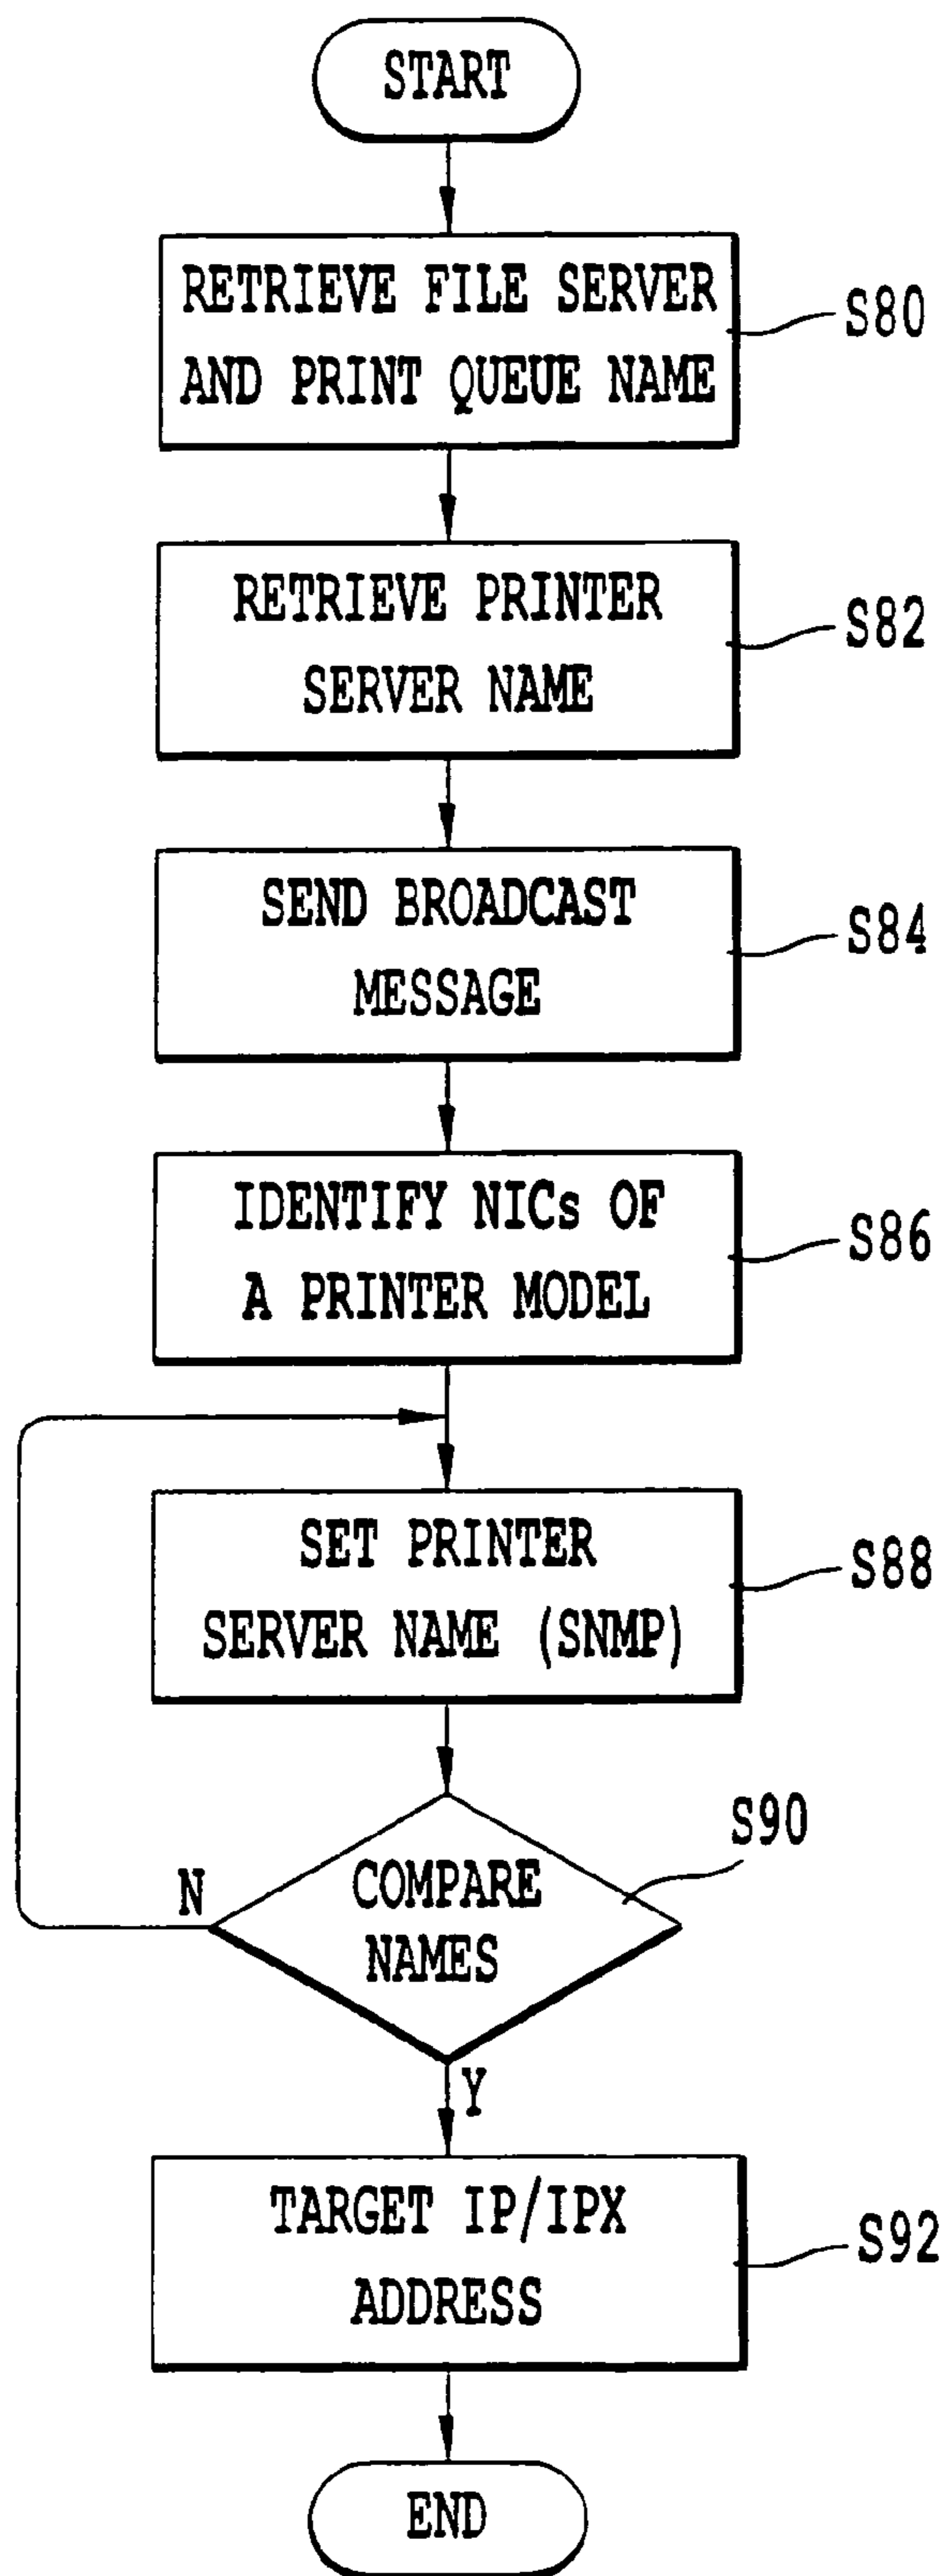 START
RETRIEVE FILE SERVER
AND PRINT QUEUE NAME
S80
RETRIEVE PRINTER
SERVER NAME
S82
SEND BROADCAST
MESSAGE
S84
IDENTIFY NICs OF
A PRINTER MODEL
S86
SET PRINTER
SERVER NAME (SNMP)
S88
COMPARE
NAMES
S90
N
Y
TARGET IP/IPX
ADDRESS
S92
END